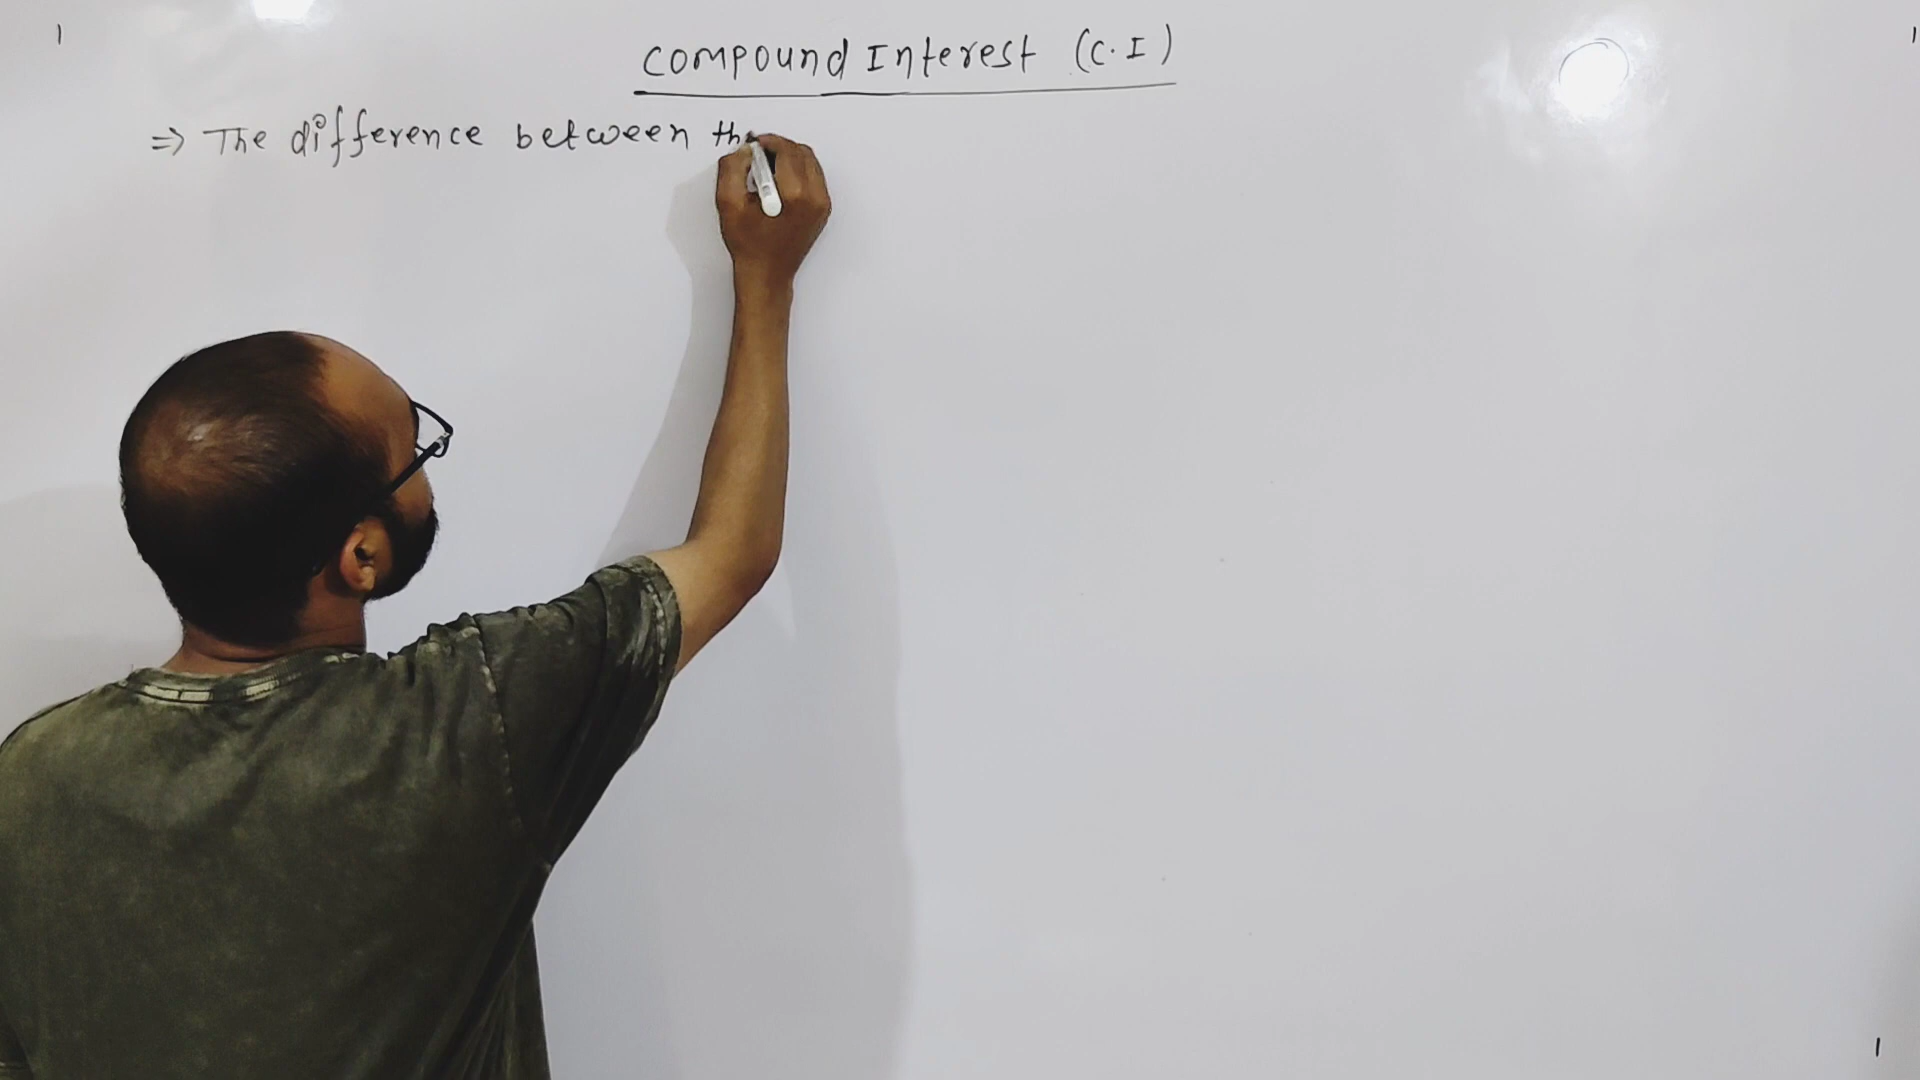 Compound Interest (C.I)
⇒ The difference between the